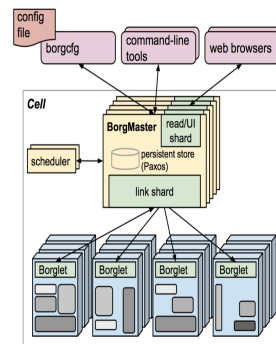 config
file
borgcfg
command-line
tools
web browsers
Cell
BorgMaster
read/UI
shard
persistent store
(Paxos)
scheduler
link shard
Borglet
Borglet
Borglet
Borglet